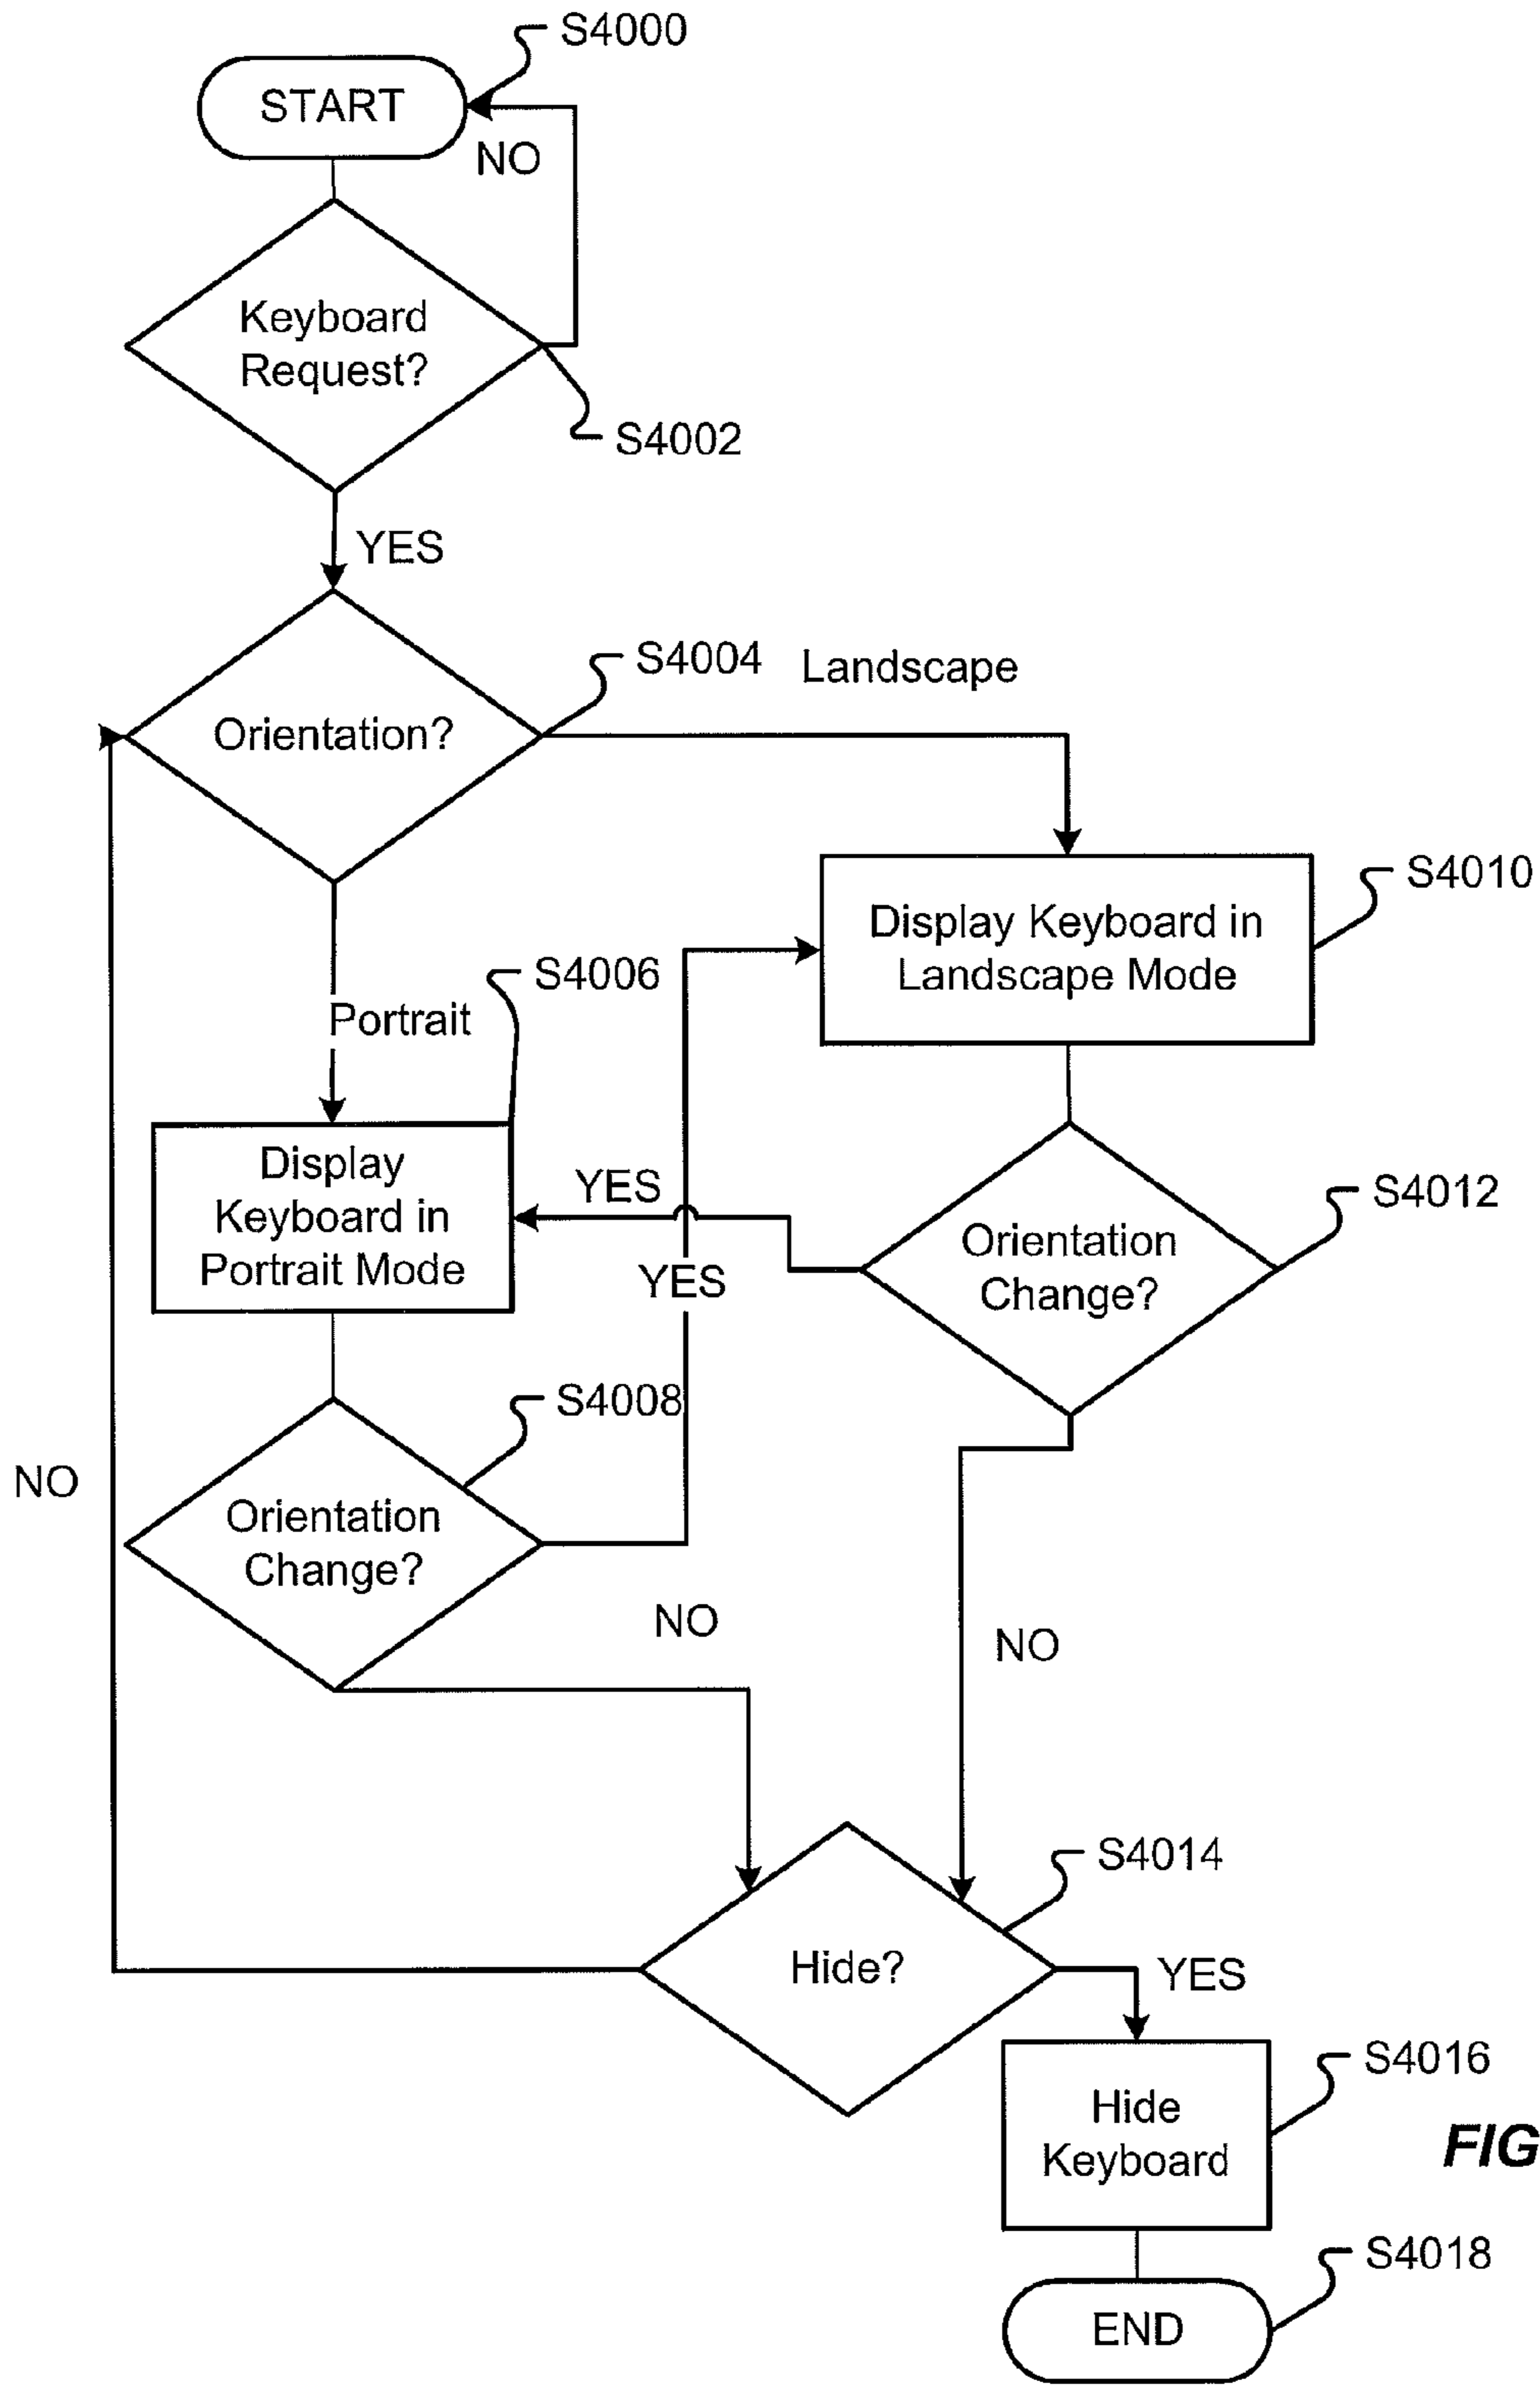 S4000
START
NO
Keyboard
Request?
S4002
YES
S4004
Landscape
Orientation?
S4010
Display Keyboard in
Landscape Mode
S4006
Portrait
Display
Keyboard in
Portrait Mode
YES
YES
S4012
Orientation
Change?
S4008
NO
Orientation
Change?
NO
NO
S4014
Hide?
YES
S4016
Hide
Keyboard
FIG
S4018
END